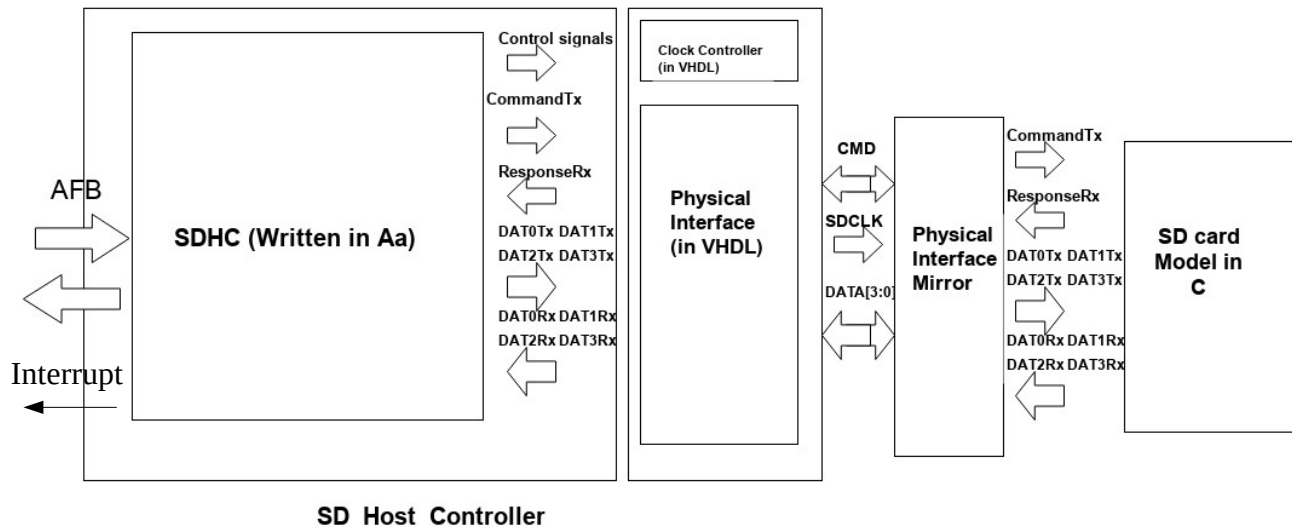 AFB
Interrupt
SDHC (Written in Aa)
Control signals
CommandTx
ResponseRx
DAT0Tx DAT1Tx
DAT2Tx DAT3Tx
DAT0Rx DAT1Rx
DAT2Rx DAT3Rx
Clock Controller
(in VHDL)
Physical
Interface
(in VHDL)
CMD
SDCLK
DATA[3:0]
Physical
Interface
Mirror
CommandTx
ResponseRx
DAT0Tx DAT1Tx
DAT2Tx DAT3Tx
DAT0Rx DAT1Rx
DAT2Rx DAT3Rx
SD card
Model in
C
SD Host Controller